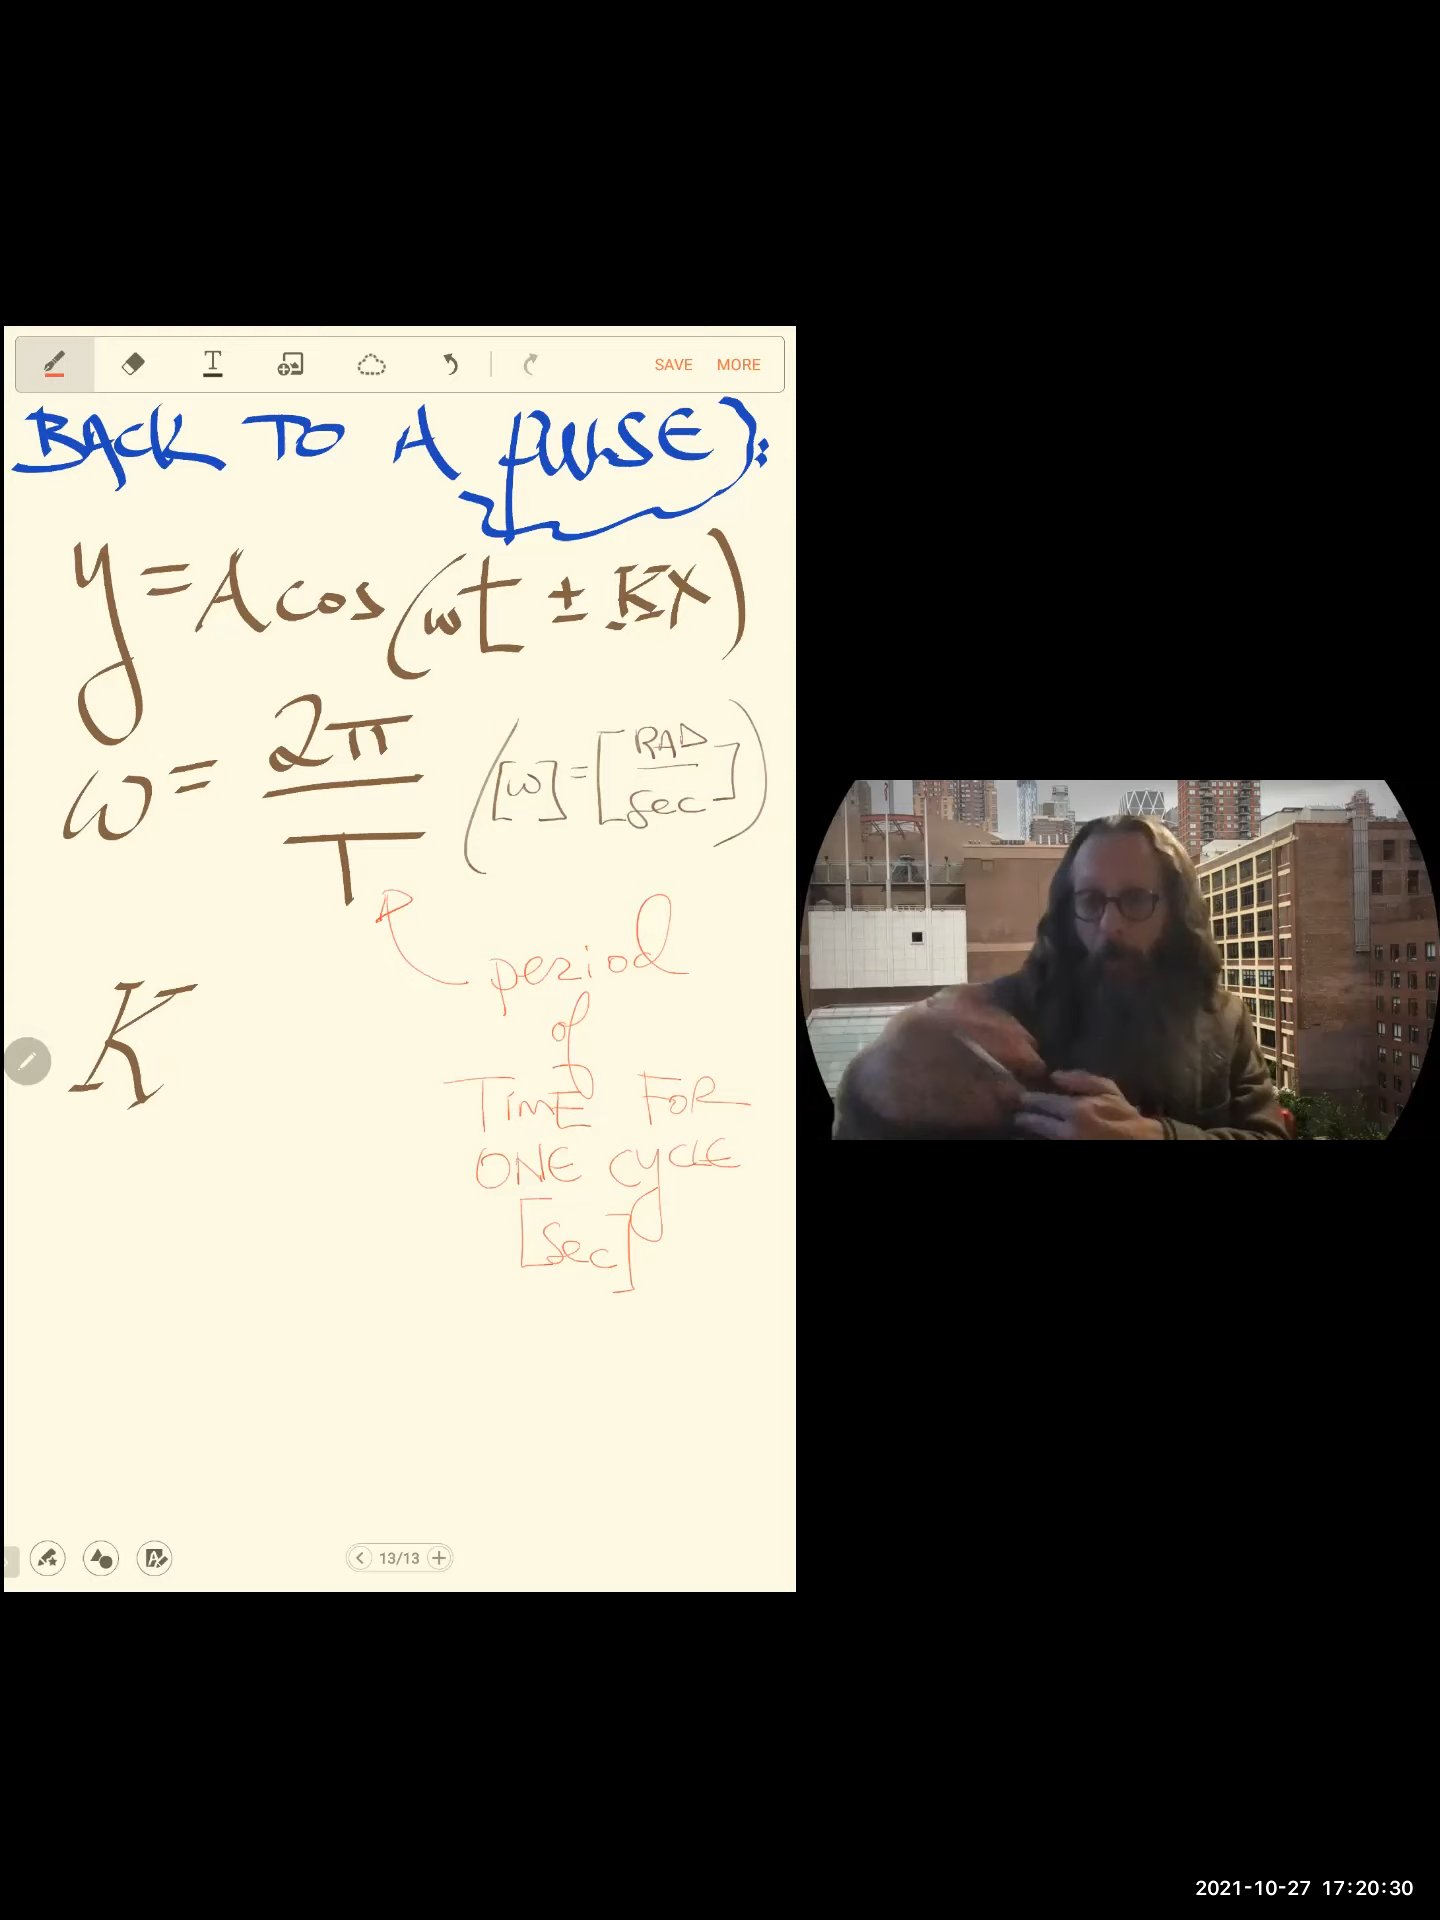 T
SAVE MORE
BACK TO A PULSE):
y = A cos (ωt ± Kx)
ω = 2π / T ([ω] = [RAD / Sec])
period
of
TIME FOR
ONE CYCLE
[Sec]
K
A
13/13
2021-10-27 17:20:30